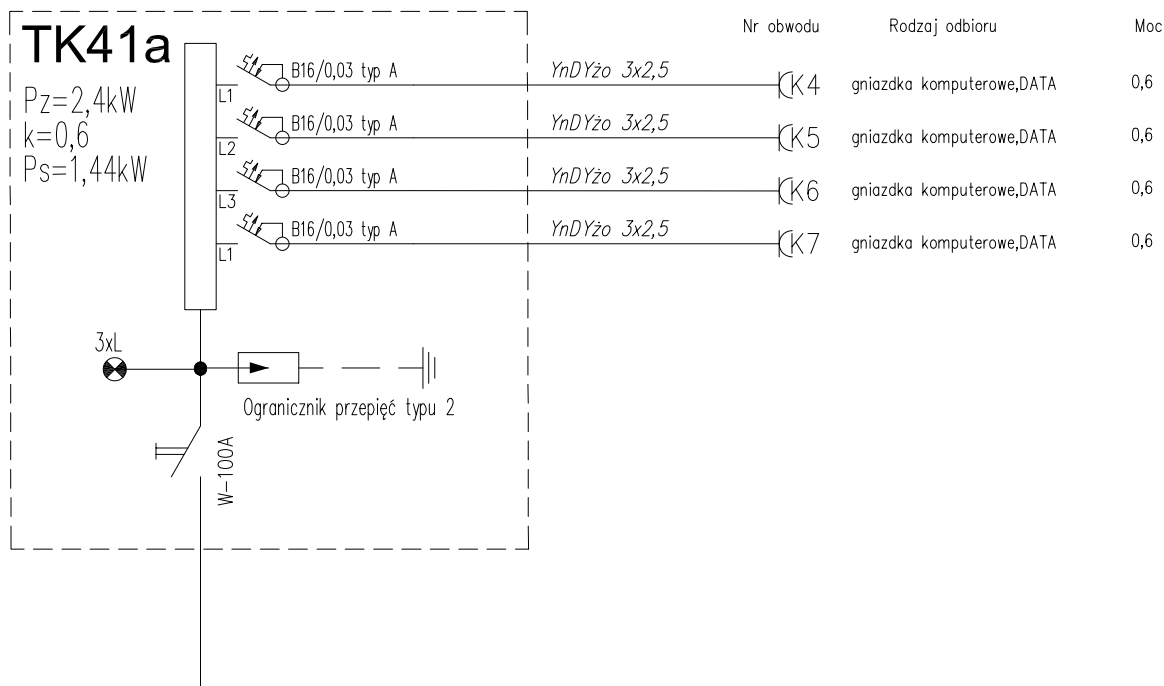 Nr obwodu Rodzaj odbioru Moc
TK41a
Pz=2,4kW
k=0,6
Ps=1,44kW
L1 B16/0,03 typ A YnDYżo 3x2,5 K4 gniazdka komputerowe,DATA 0,6
L2 B16/0,03 typ A YnDYżo 3x2,5 K5 gniazdka komputerowe,DATA 0,6
L3 B16/0,03 typ A YnDYżo 3x2,5 K6 gniazdka komputerowe,DATA 0,6
L1 B16/0,03 typ A YnDYżo 3x2,5 K7 gniazdka komputerowe,DATA 0,6
3xL
Ogranicznik przepięć typu 2
W-100A